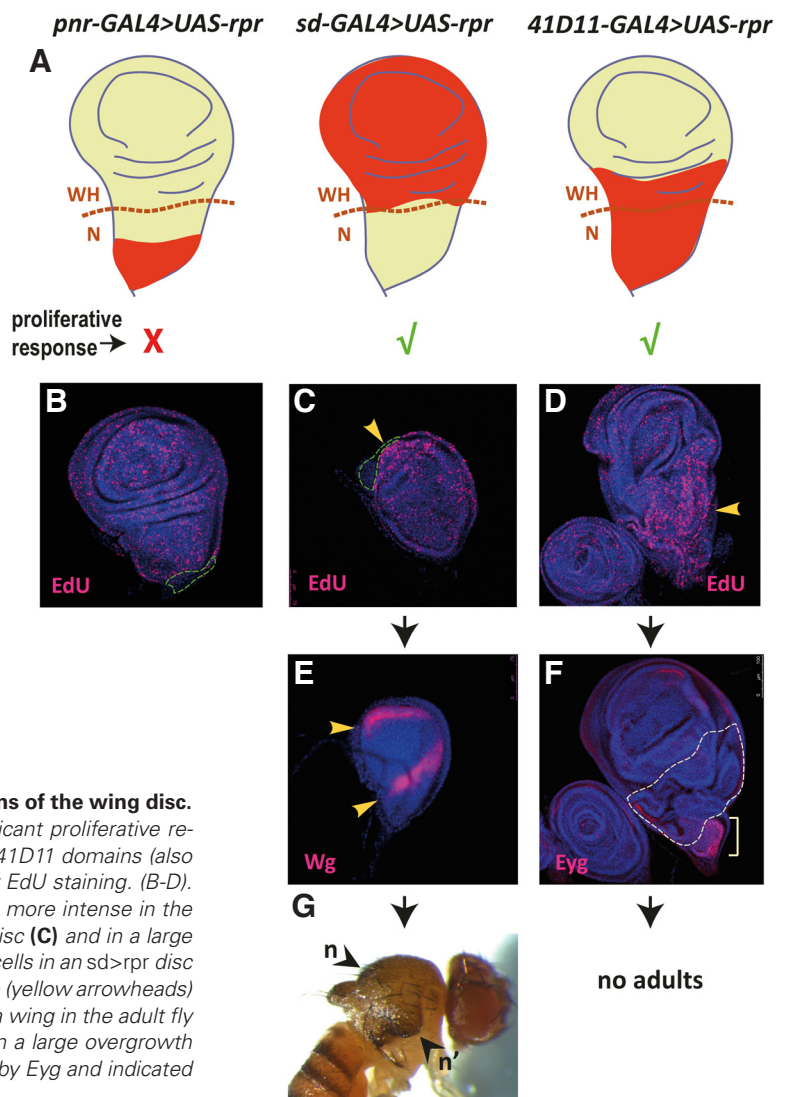 pnr-GAL4>UAS-rpr sd-GAL4>UAS-rpr 41D11-GAL4>UAS-rpr
A
WH WH WH
N N N
proliferative
response→ X √ √
B C D
EdU EdU EdU
E F
Wg Eyg
G
n
n'
no adults
ns of the wing disc.
icant proliferative re-
41D11 domains (also
EdU staining. (B-D).
more intense in the
isc (C) and in a large
cells in an sd>rpr disc
(yellow arrowheads)
a wing in the adult fly
n a large overgrowth
by Eyg and indicated